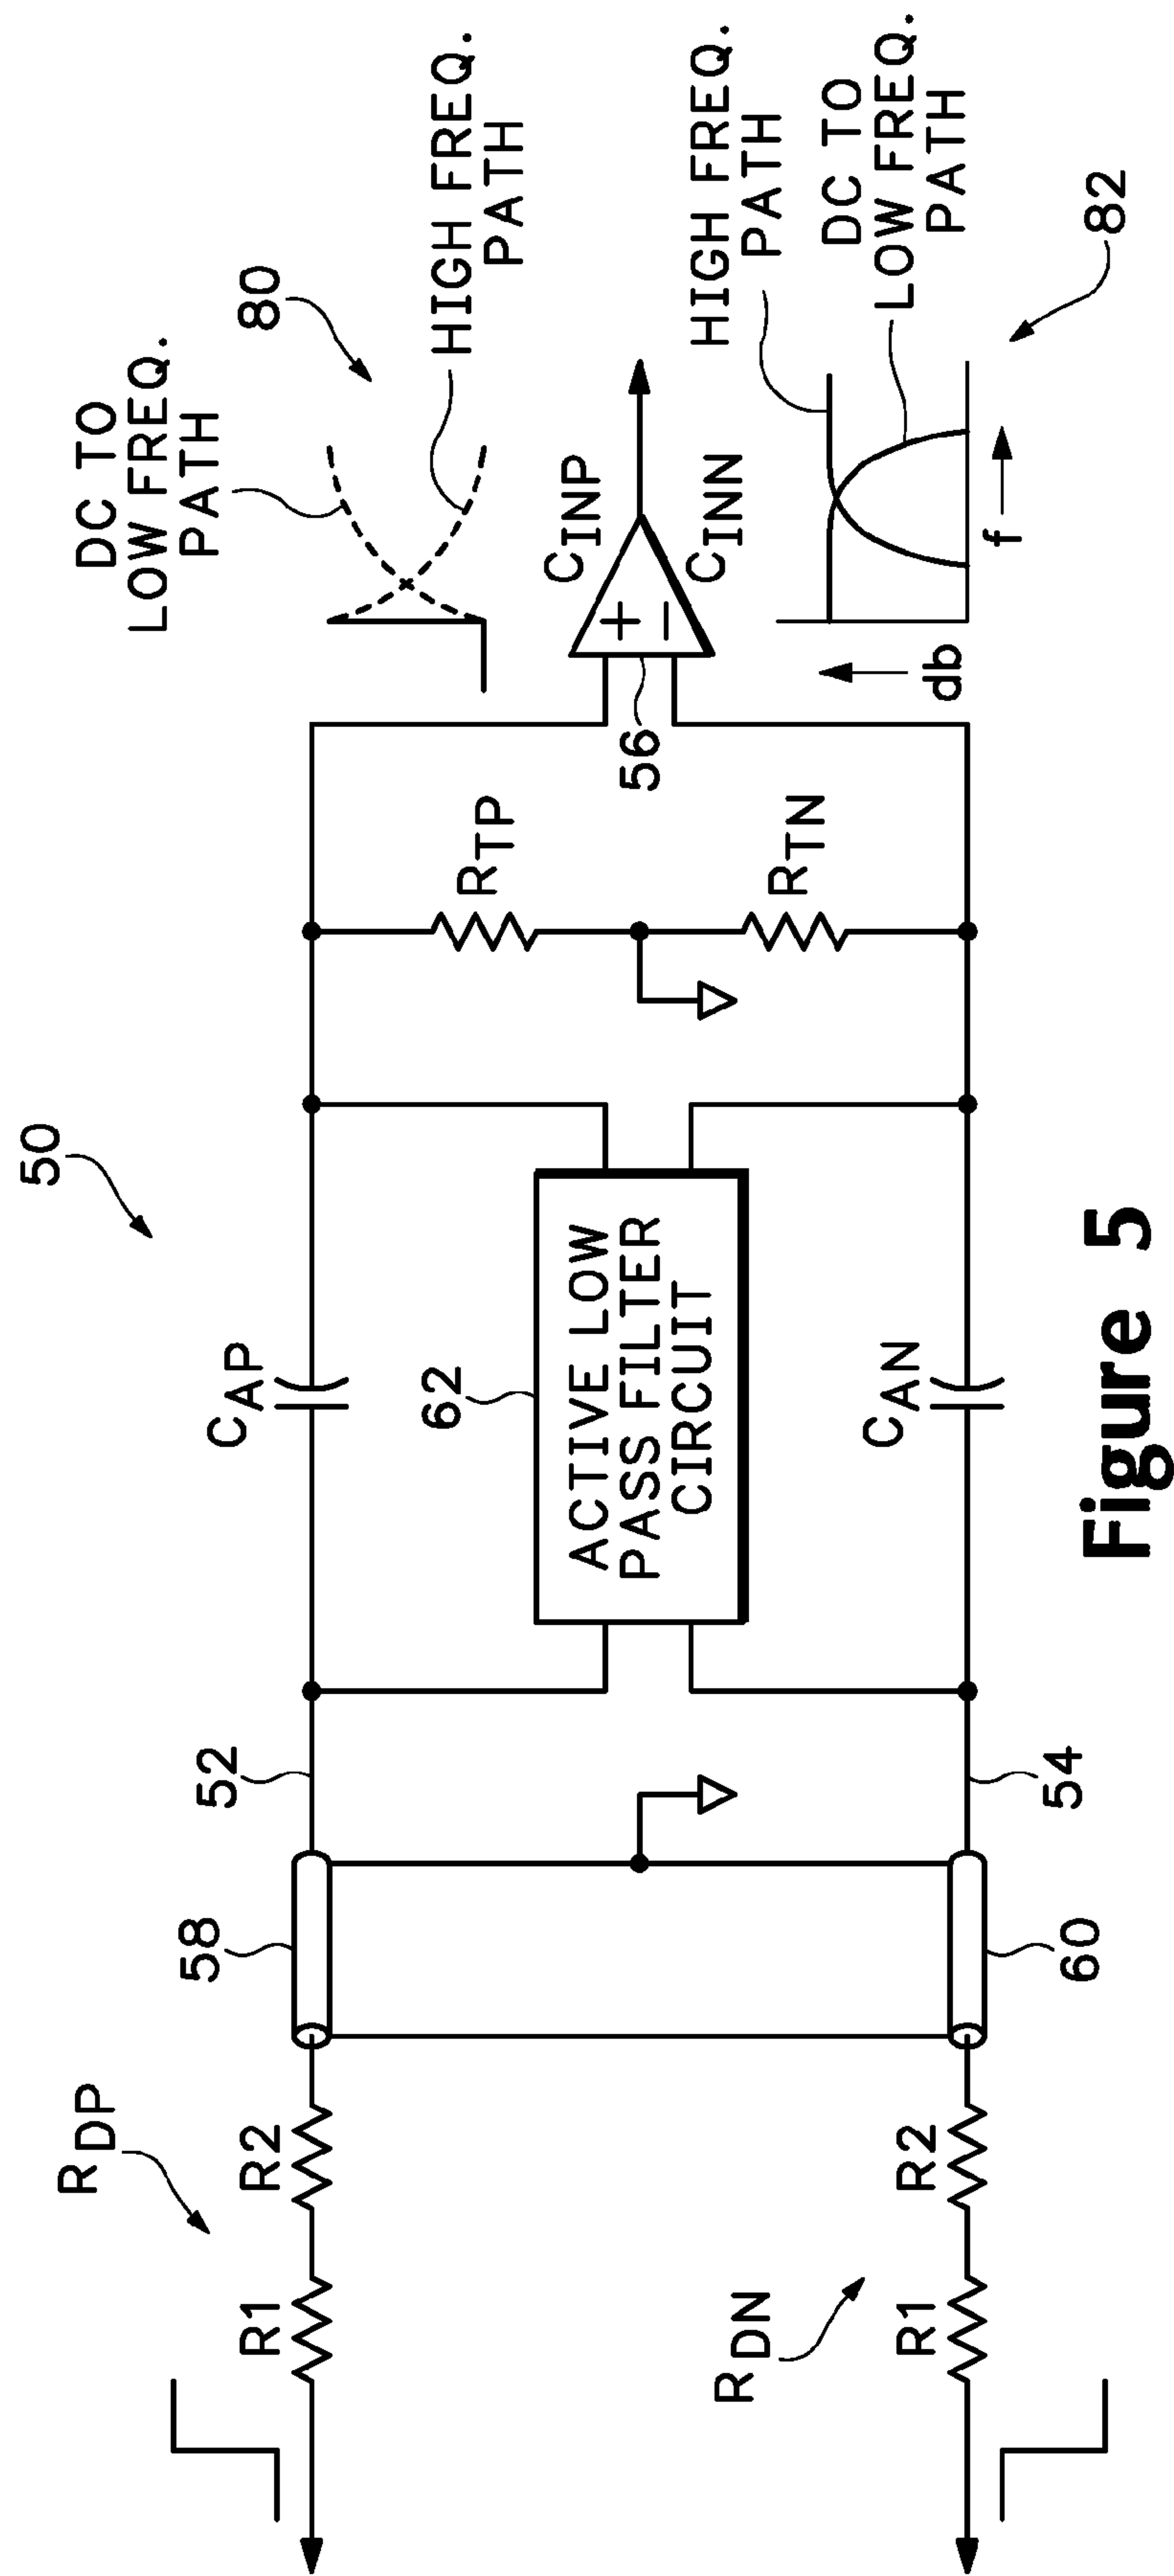 50
DC TO
LOW FREQ.
PATH
80
HIGH FREQ.
PATH
R_DP
R1
R2
58
52
C_AP
62
ACTIVE LOW
PASS FILTER
CIRCUIT
R_TP
R_TN
56
+
−
C_INP
C_INN
HIGH FREQ.
PATH
DC TO
LOW FREQ.
PATH
db
f
82
R_DN
R1
R2
60
54
C_AN
Figure 5